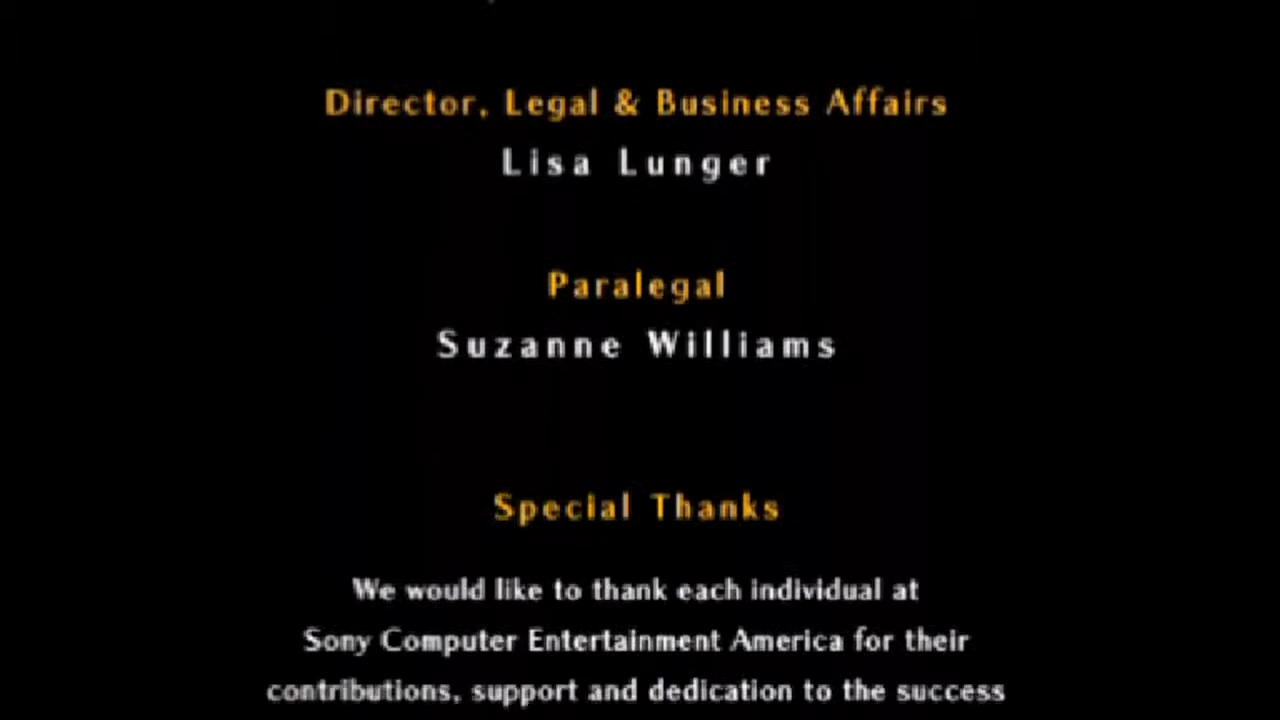 Director, Legal & Business Affairs
Lisa Lunger
Paralegal
Suzanne Williams
Special Thanks
We would like to thank each individual at
Sony Computer Entertainment America for their
contributions, support and dedication to the success